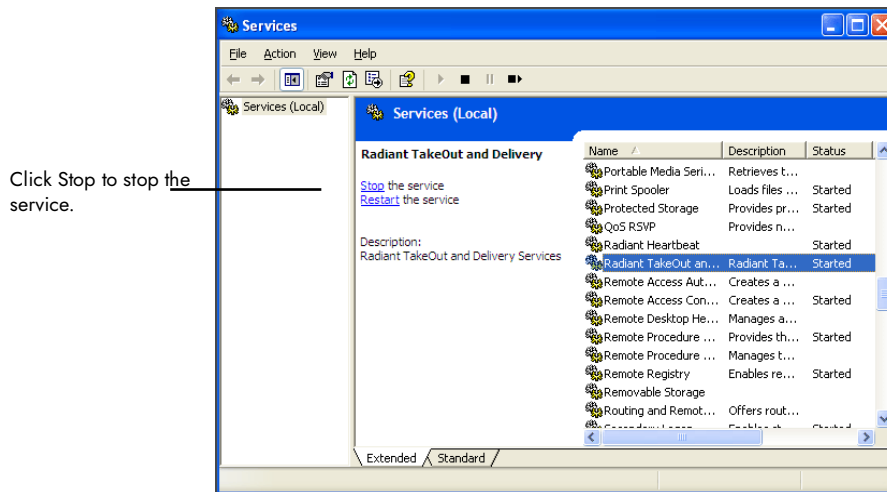 Services
File Action View Help
Services (Local)
Services (Local)
Click Stop to stop the
service.
Radiant TakeOut and Delivery
Stop the service
Restart the service
Description:
Radiant TakeOut and Delivery Services
Name Description Status
Portable Media Seri... Retrieves t...
Print Spooler Loads files ... Started
Protected Storage Provides pr... Started
QoS RSVP Provides n...
Radiant Heartbeat Started
Radiant TakeOut an... Radiant Ta... Started
Remote Access Aut... Creates a ...
Remote Access Con... Creates a ... Started
Remote Desktop He... Manages a...
Remote Procedure ... Provides th... Started
Remote Procedure ... Manages t...
Remote Registry Enables re... Started
Removable Storage
Routing and Remot... Offers rout...
Extended Standard